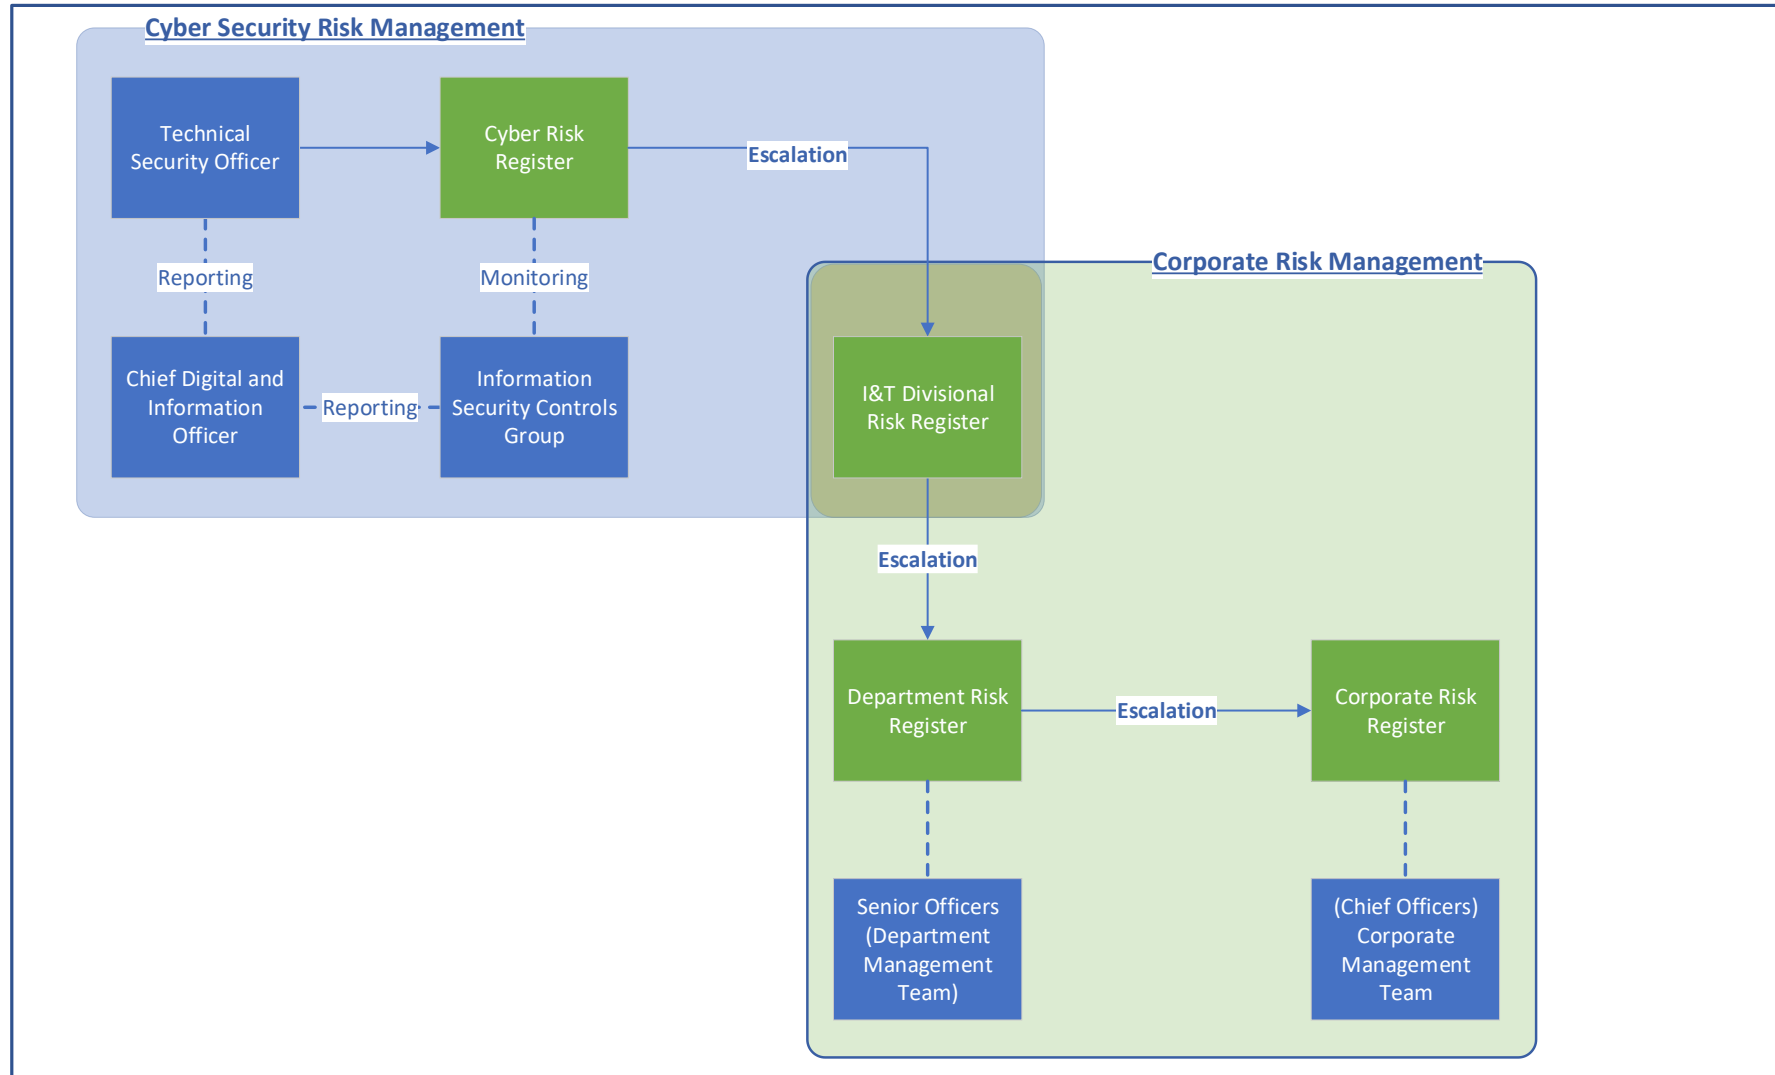 Cyber Security Risk Management
Technical
Security Officer
Cyber Risk
Register
Escalation
Reporting
Monitoring
Corporate Risk Management
Chief Digital and
Information
Officer
Reporting
Information
Security Controls
Group
I&T Divisional
Risk Register
Escalation
Department Risk
Register
Escalation
Corporate Risk
Register
Senior Officers
(Department
Management
Team)
(Chief Officers)
Corporate
Management
Team